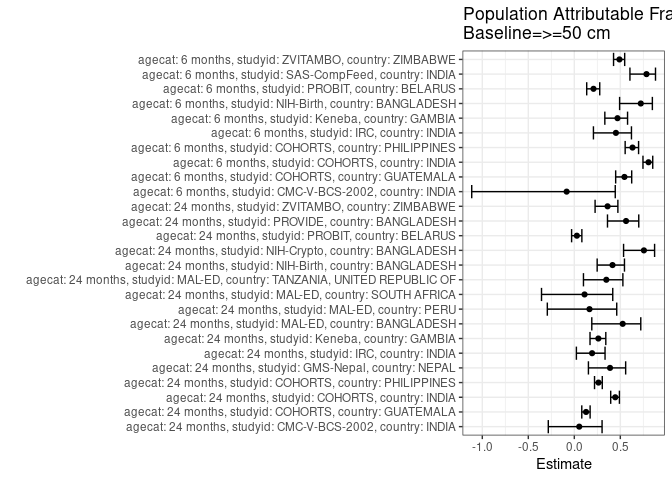 Population Attributable Fra
Baseline=>=50 cm
agecat: 6 months, studyid: ZVITAMBO, country: ZIMBABWE
agecat: 6 months, studyid: SAS-CompFeed, country: INDIA
agecat: 6 months, studyid: PROBIT, country: BELARUS
agecat: 6 months, studyid: NIH-Birth, country: BANGLADESH
agecat: 6 months, studyid: Keneba, country: GAMBIA
agecat: 6 months, studyid: IRC, country: INDIA
agecat: 6 months, studyid: COHORTS, country: PHILIPPINES
agecat: 6 months, studyid: COHORTS, country: INDIA
agecat: 6 months, studyid: COHORTS, country: GUATEMALA
agecat: 6 months, studyid: CMC-V-BCS-2002, country: INDIA
agecat: 24 months, studyid: ZVITAMBO, country: ZIMBABWE
agecat: 24 months, studyid: PROVIDE, country: BANGLADESH
agecat: 24 months, studyid: PROBIT, country: BELARUS
agecat: 24 months, studyid: NIH-Crypto, country: BANGLADESH
agecat: 24 months, studyid: NIH-Birth, country: BANGLADESH
agecat: 24 months, studyid: MAL-ED, country: TANZANIA, UNITED REPUBLIC OF
agecat: 24 months, studyid: MAL-ED, country: SOUTH AFRICA
agecat: 24 months, studyid: MAL-ED, country: PERU
agecat: 24 months, studyid: MAL-ED, country: BANGLADESH
agecat: 24 months, studyid: Keneba, country: GAMBIA
agecat: 24 months, studyid: IRC, country: INDIA
agecat: 24 months, studyid: GMS-Nepal, country: NEPAL
agecat: 24 months, studyid: COHORTS, country: PHILIPPINES
agecat: 24 months, studyid: COHORTS, country: INDIA
agecat: 24 months, studyid: COHORTS, country: GUATEMALA
agecat: 24 months, studyid: CMC-V-BCS-2002, country: INDIA
-1.0 -0.5 0.0 0.5
Estimate